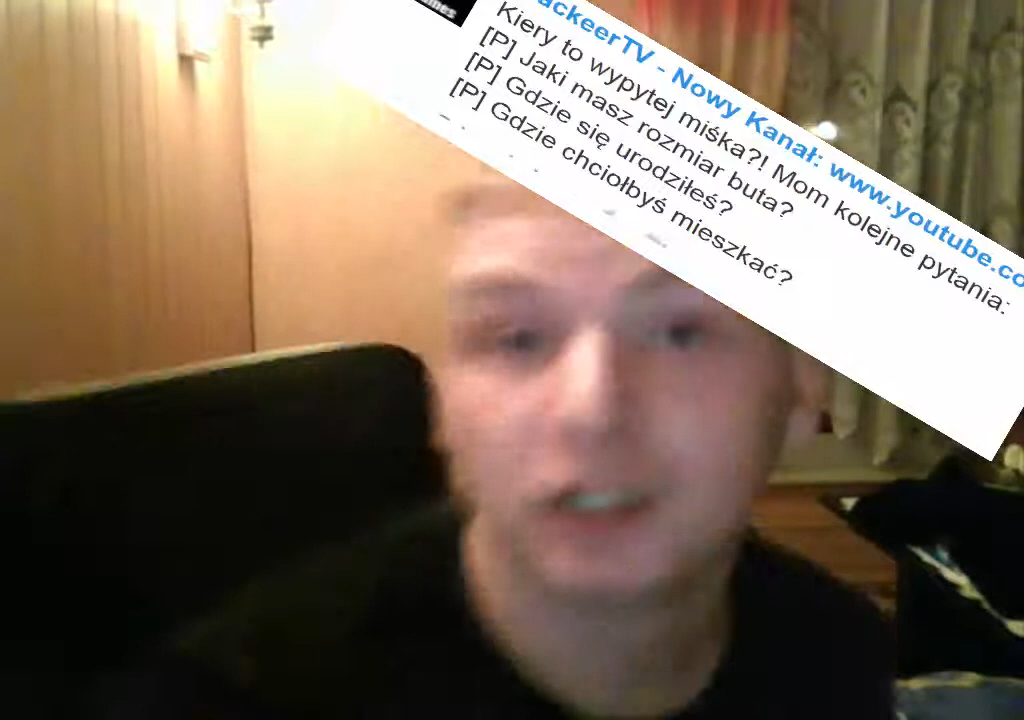 ackeerTV - Nowy Kanał: www.youtube.co
Kiery to wypytej miśka?! Mom kolejne pytania:
[P] Jaki masz rozmiar buta?
[P] Gdzie się urodziłeś?
[P] Gdzie chciołbyś mieszkać?